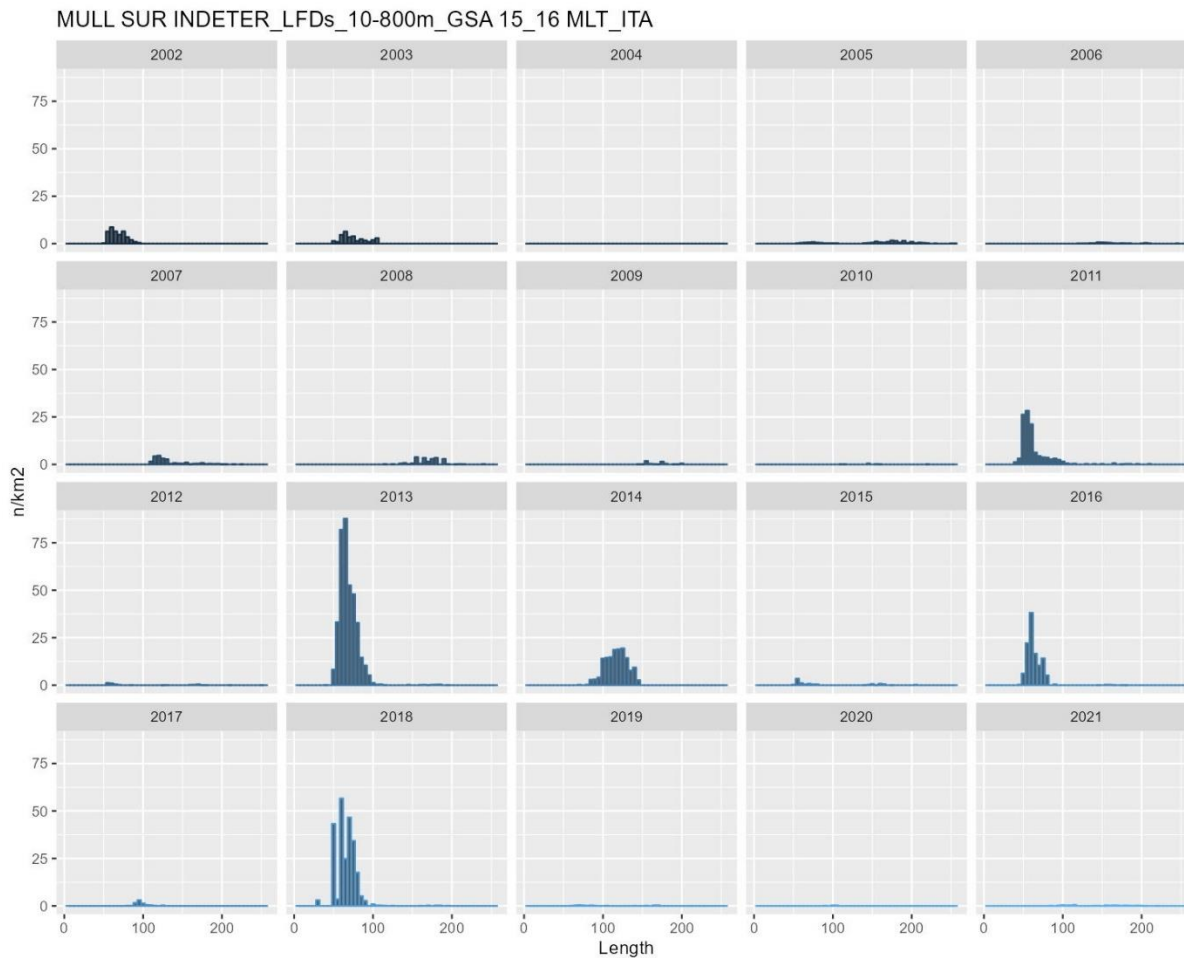 MULL SUR INDETER_LFDs_10-800m_GSA 15_16 MLT_ITA
2002 2003 2004 2005 2006
75
50
25
0
2007 2008 2009 2010 2011
75
50
25
0
n/km2
2012 2013 2014 2015 2016
75
50
25
0
2017 2018 2019 2020 2021
75
50
25
0
0 100 200 0 100 200 0 100 200 0 100 200 0 100 200
Length